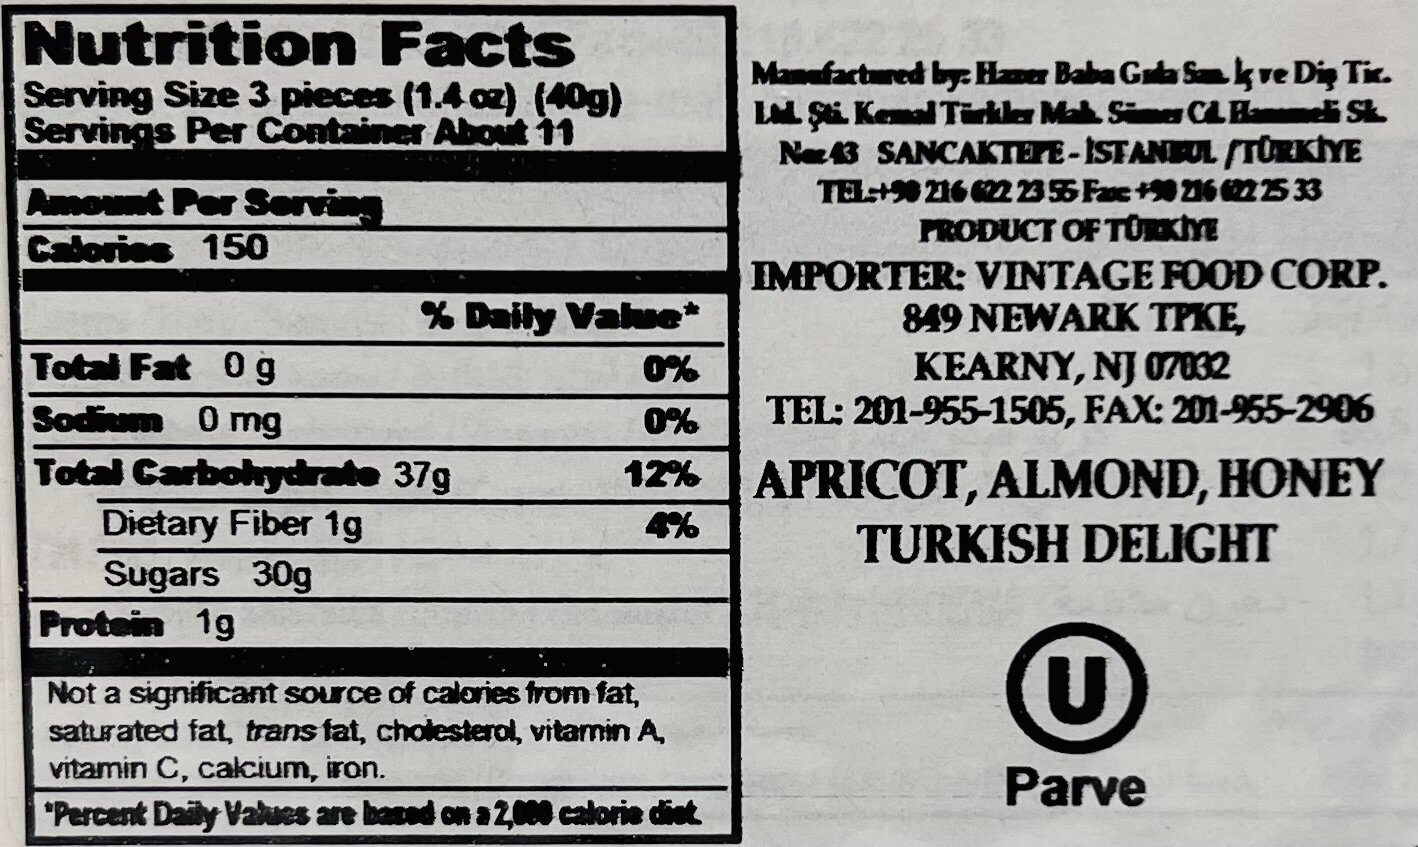 Nutrition Facts
Serving Size 3 pieces (1.4 oz) (40g)
Servings Per Container About 11
Amount Per Serving
Calories 150
% Daily Value*
Total Fat 0 g 0%
Sodium 0 mg 0%
Total Carbohydrate 37g 12%
Dietary Fiber 1g 4%
Sugars 30g
Protein 1g
Not a significant source of calories from fat,
saturated fat, trans fat, cholesterol, vitamin A,
vitamin C, calcium, iron.
*Percent Daily Values are based on a 2,000 calorie diet.
Manufactured by: Hazer Baba Gıda San. İç ve Dış Tic.
Ltd. Şti. Kemal Türkler Mah. Sümer Cd. Hanımeli Sk.
No: 43 SANCAKTEPE - İSTANBUL / TÜRKİYE
TEL:+90 216 622 23 55 Fax: +90 216 622 25 33
PRODUCT OF TÜRKİYE
IMPORTER: VINTAGE FOOD CORP.
849 NEWARK TPKE,
KEARNY, NJ 07032
TEL: 201-955-1505, FAX: 201-955-2906
APRICOT, ALMOND, HONEY
TURKISH DELIGHT
U
Parve